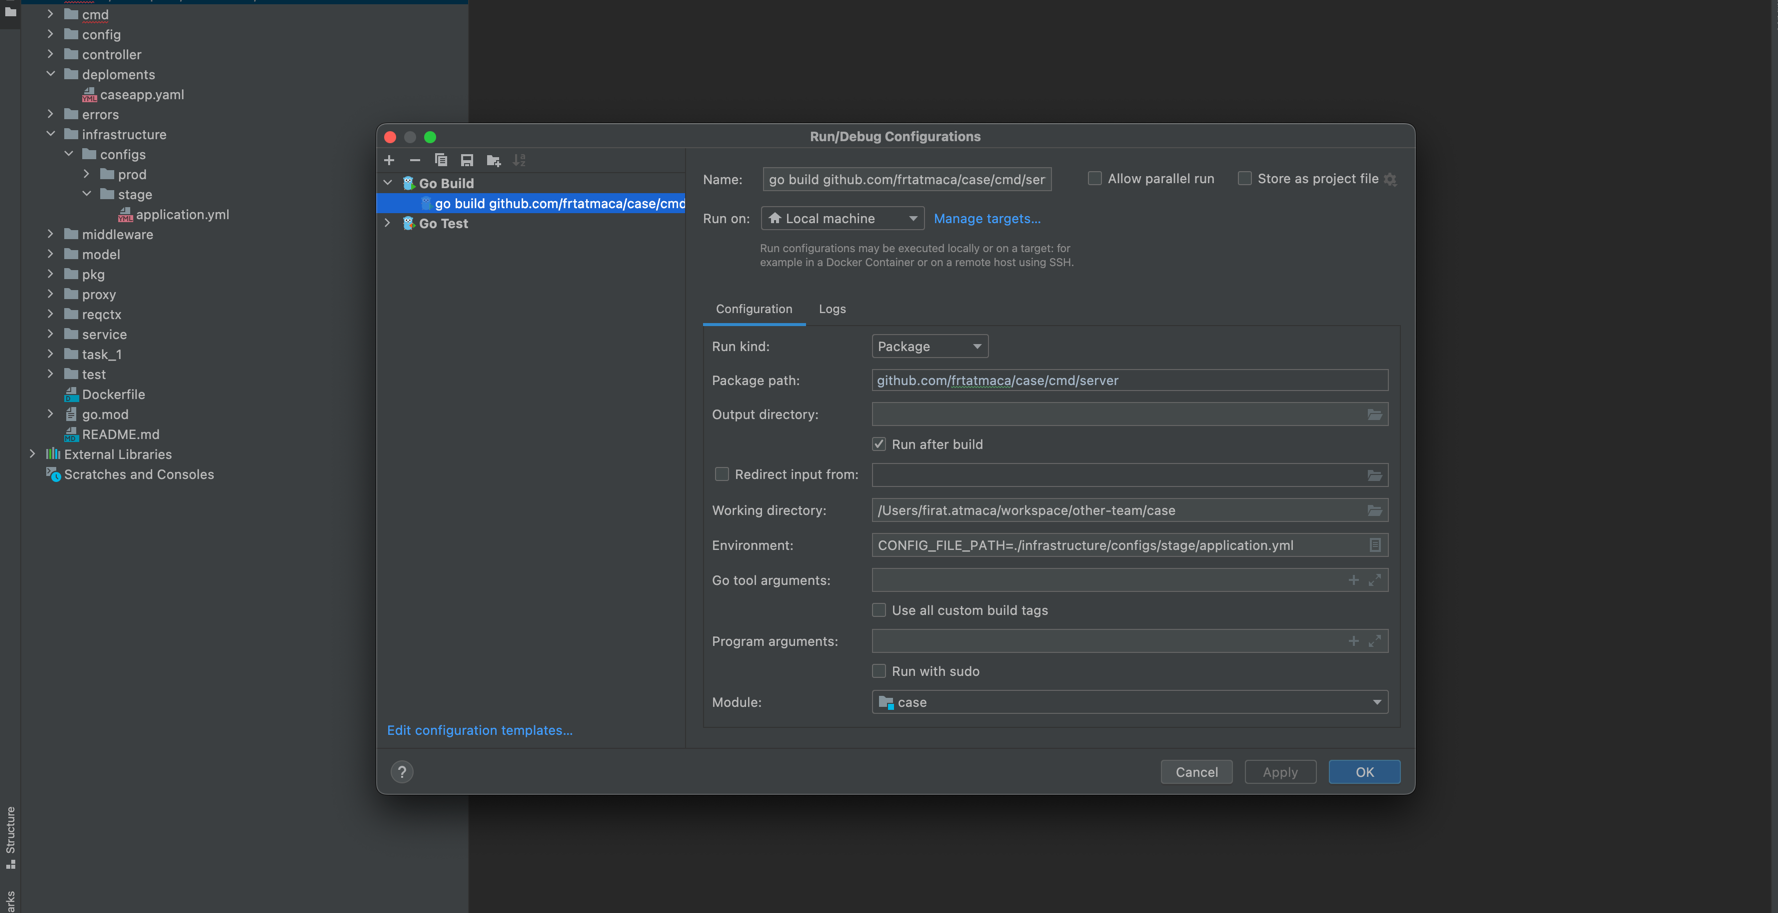 cmd
config
controller
deploments
caseapp.yaml
errors
infrastructure
configs
prod
stage
application.yml
middleware
model
pkg
proxy
reqctx
service
task_1
test
Dockerfile
go.mod
README.md
External Libraries
Scratches and Consoles
Structure
arks
Run/Debug Configurations
Go Build
go build github.com/frtatmaca/case/cmd
Go Test
Edit configuration templates...
Name: go build github.com/frtatmaca/case/cmd/ser Allow parallel run Store as project file
Run on: Local machine Manage targets...
Run configurations may be executed locally or on a target: for
example in a Docker Container or on a remote host using SSH.
Configuration Logs
Run kind: Package
Package path: github.com/frtatmaca/case/cmd/server
Output directory:
Run after build
Redirect input from:
Working directory: /Users/firat.atmaca/workspace/other-team/case
Environment: CONFIG_FILE_PATH=./infrastructure/configs/stage/application.yml
Go tool arguments:
Use all custom build tags
Program arguments:
Run with sudo
Module: case
? Cancel Apply OK